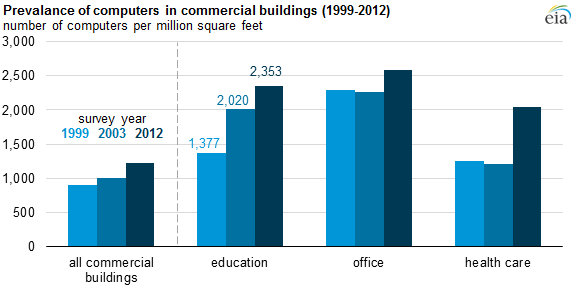 Prevalance of computers in commercial buildings (1999-2012)
number of computers per million square feet
eia
3,000
2,500
2,000
1,500
1,000
500
0
survey year
1999 2003 2012
1,377
2,020
2,353
all commercial
buildings
education
office
health care